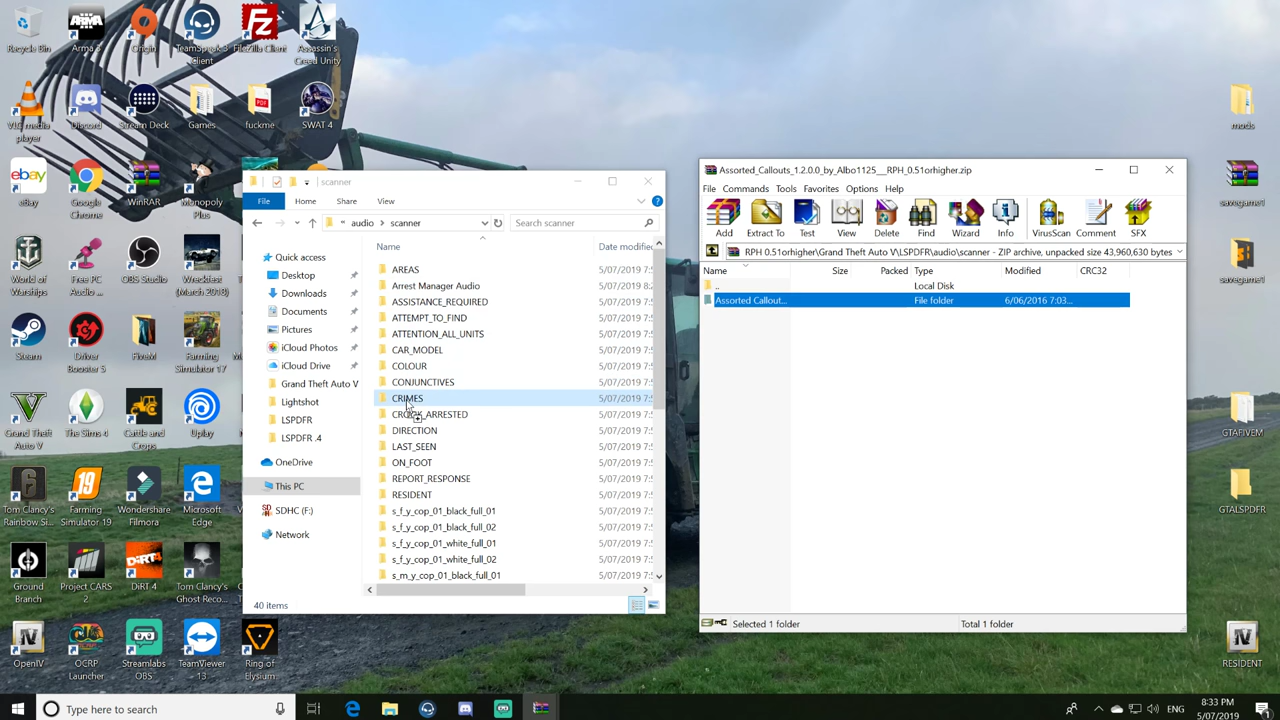 Recycle Bin
Arma 3
Origin
TeamSpeak 3 Client
FileZilla Client
Assassin's Creed Unity
VLC media player
Discord
Stream Deck
Games
fuckme
SWAT 4
eBay
Google Chrome
WinRAR
Monopoly Plus
World of Warships
Free PC Audio ...
OBS Studio
Wreckfest (March 2018)
Steam
Driver Booster 5
FiveM
Farming Simulator 17
Grand Theft Auto V
The Sims 4
Cattle and Crops
Uplay
Tom Clancy's Rainbow Si...
Farming Simulator 19
Wondershare Filmora
Microsoft Edge
Ground Branch
Project CARS 2
DiRT 4
Tom Clancy's Ghost Reco...
OpenIV
OCRP Launcher
Streamlabs OBS
TeamViewer 13
Ring of Elysium
scanner
File Home Share View
audio scanner
Search scanner
Name Date modified
Quick access
Desktop
Downloads
Documents
Pictures
iCloud Photos
iCloud Drive
Grand Theft Auto V
Lightshot
LSPDFR
LSPDFR .4
OneDrive
This PC
SDHC (F:)
Network
AREAS 5/07/2019 7:5
Arrest Manager Audio 5/07/2019 8:2
ASSISTANCE_REQUIRED 5/07/2019 7:5
ATTEMPT_TO_FIND 5/07/2019 7:5
ATTENTION_ALL_UNITS 5/07/2019 7:5
CAR_MODEL 5/07/2019 7:5
COLOUR 5/07/2019 7:5
CONJUNCTIVES 5/07/2019 7:5
CRIMES 5/07/2019 7:5
CROOK_ARRESTED 5/07/2019 7:5
DIRECTION 5/07/2019 7:5
LAST_SEEN 5/07/2019 7:5
ON_FOOT 5/07/2019 7:5
REPORT_RESPONSE 5/07/2019 7:5
RESIDENT 5/07/2019 7:5
s_f_y_cop_01_black_full_01 5/07/2019 7:5
s_f_y_cop_01_black_full_02 5/07/2019 7:5
s_f_y_cop_01_white_full_01 5/07/2019 7:5
s_f_y_cop_01_white_full_02 5/07/2019 7:5
s_m_y_cop_01_black_full_01 5/07/2019 7:5
40 items
Assorted_Callouts_1.2.0.0_by_Albo1125__RPH_0.51orhigher.zip
File Commands Tools Favorites Options Help
Add Extract To Test View Delete Find Wizard Info VirusScan Comment SFX
RPH 0.51orhigher\Grand Theft Auto V\LSPDFR\audio\scanner - ZIP archive, unpacked size 43,960,630 bytes
Name Size Packed Type Modified CRC32
.. Local Disk
Assorted Callout... File folder 6/06/2016 7:03...
Selected 1 folder Total 1 folder
mods
savegame1
savegame1
GTAFIVEM
GTALSPDFR
RESIDENT
Type here to search
ENG
8:33 PM
5/07/2019